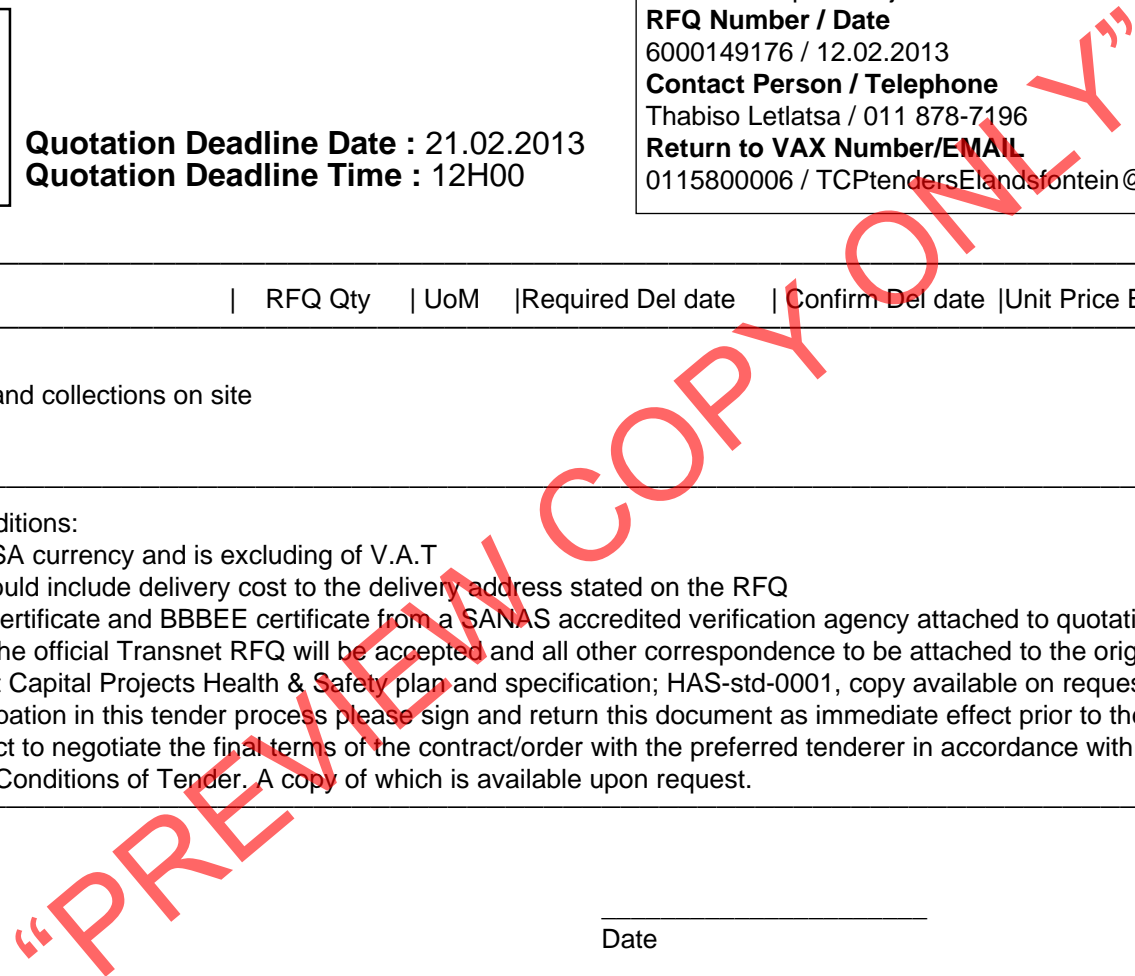 RFQ Number / Date
6000149176 / 12.02.2013
Contact Person / Telephone
Thabiso Letlatsa / 011 878-7196
Return to VAX Number/EMAIL
0115800006 / TCPtendersElandsfontein@
Quotation Deadline Date : 21.02.2013
Quotation Deadline Time : 12H00
| RFQ Qty | UoM |Required Del date | Confirm Del date |Unit Price E
and collections on site
ditions:
SA currency and is excluding of V.A.T
ould include delivery cost to the delivery address stated on the RFQ
ertificate and BBBEE certificate from a SANAS accredited verification agency attached to quotati
he official Transnet RFQ will be accepted and all other correspondence to be attached to the orig
t Capital Projects Health & Safety plan and specification; HAS-std-0001, copy available on reques
pation in this tender process please sign and return this document as immediate effect prior to the
ct to negotiate the final terms of the contract/order with the preferred tenderer in accordance with
Conditions of Tender. A copy of which is available upon request.
Date
“PREVIEW COPY ONLY”